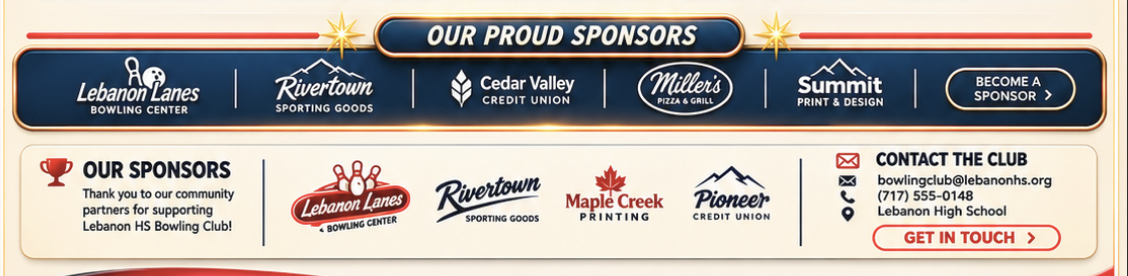 OUR PROUD SPONSORS
Lebanon Lanes
BOWLING CENTER
Rivertown
SPORTING GOODS
Cedar Valley
CREDIT UNION
Miller's
PIZZA & GRILL
Summit
PRINT & DESIGN
BECOME A
SPONSOR >
OUR SPONSORS
Thank you to our community
partners for supporting
Lebanon HS Bowling Club!
Lebanon Lanes
BOWLING CENTER
Rivertown
SPORTING GOODS
Maple Creek
PRINTING
Pioneer
CREDIT UNION
CONTACT THE CLUB
bowlingclub@lebanonhs.org
(717) 555-0148
Lebanon High School
GET IN TOUCH >